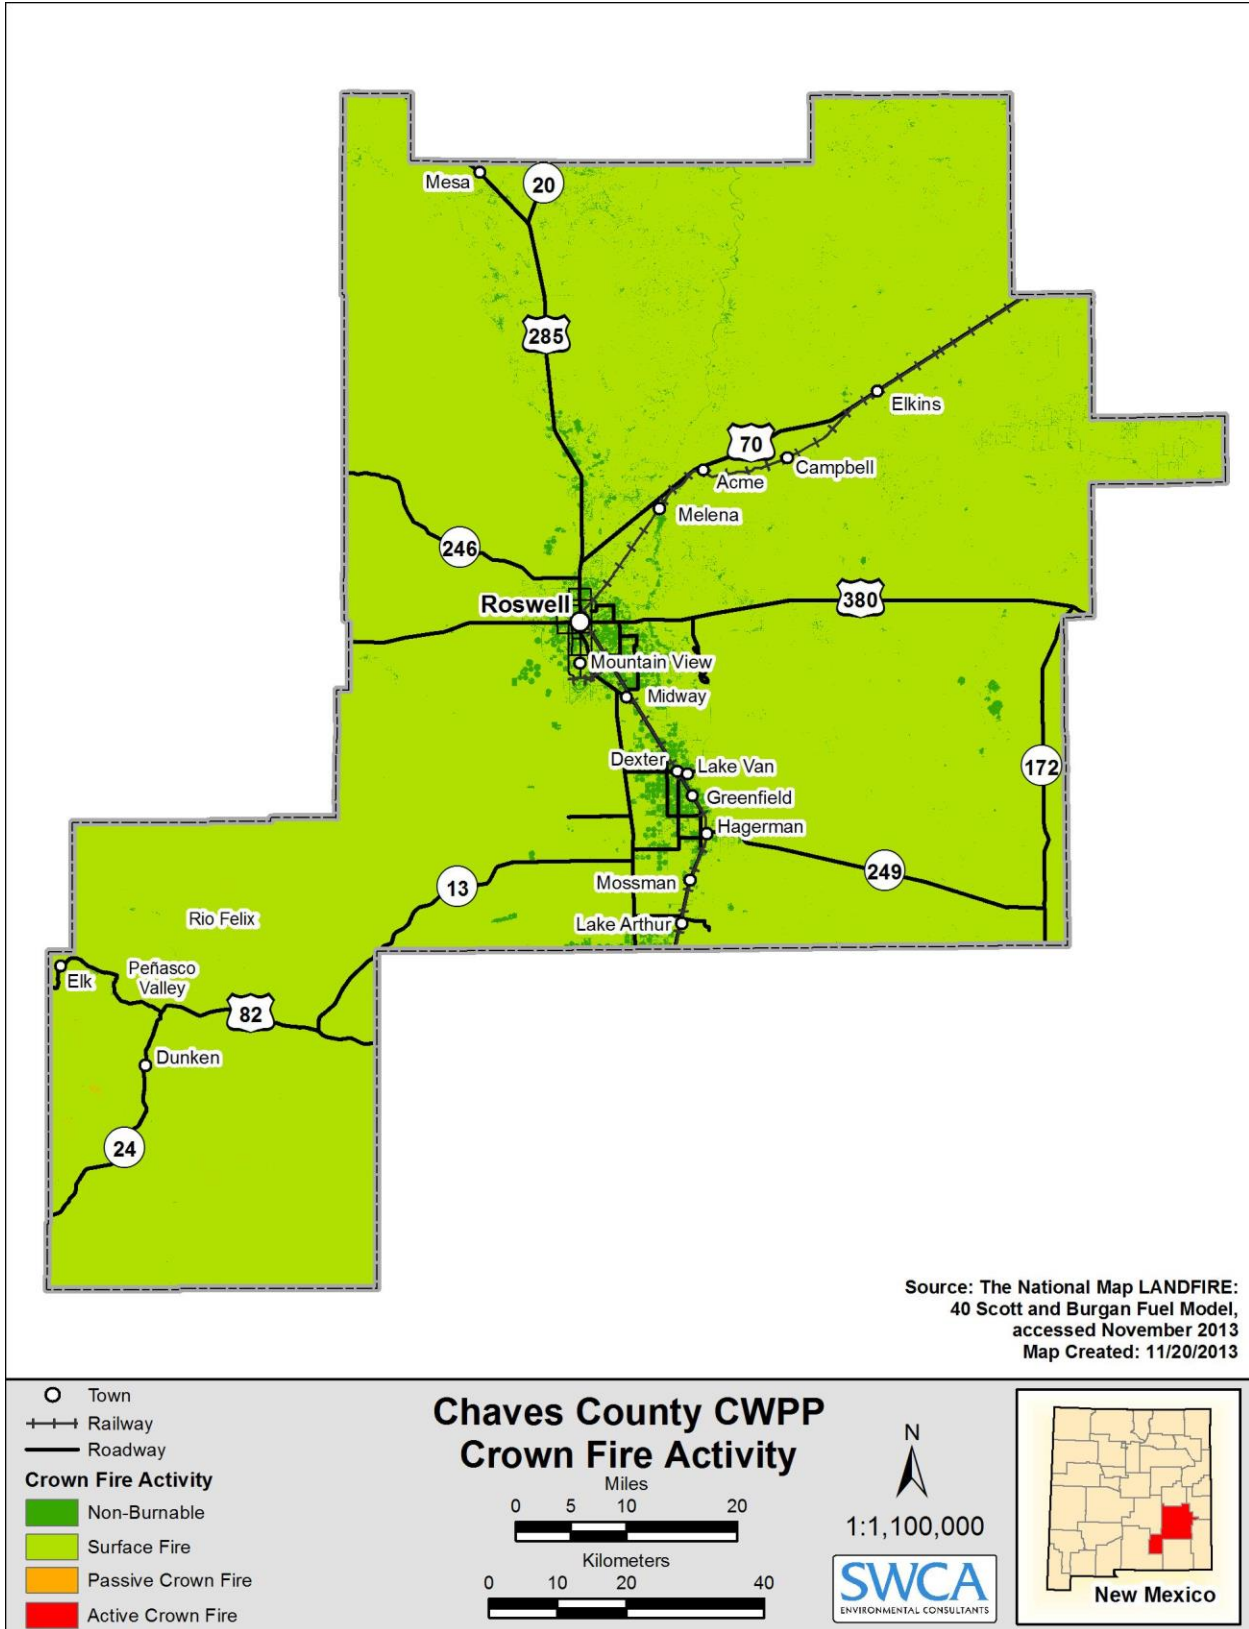 Mesa
20
285
Elkins
70
Campbell
Acme
Melena
246
Roswell
380
Mountain View
Midway
Dexter
Lake Van
172
Greenfield
Hagerman
249
13
Mossman
Rio Felix
Lake Arthur
Elk
Peñasco
Valley
82
Dunken
24
Source: The National Map LANDFIRE:
40 Scott and Burgan Fuel Model,
accessed November 2013
Map Created: 11/20/2013
Town
Railway
Roadway
Crown Fire Activity
Non-Burnable
Surface Fire
Passive Crown Fire
Active Crown Fire
Chaves County CWPP
Crown Fire Activity
Miles
0 5 10 20
Kilometers
0 10 20 40
N
1:1,100,000
SWCA
ENVIRONMENTAL CONSULTANTS
New Mexico